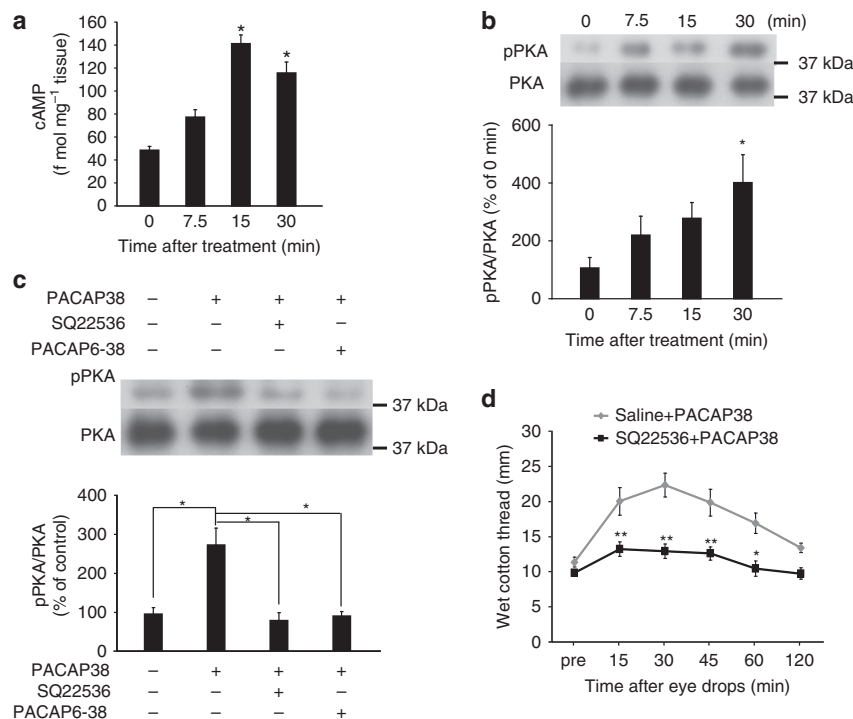 a
160
140
120
100
80
60
40
20
0
cAMP
(f mol mg⁻¹ tissue)
*
*
0 7.5 15 30
Time after treatment (min)
b
0 7.5 15 30 (min)
pPKA
37 kDa
PKA
37 kDa
600
400
200
0
pPKA/PKA (% of 0 min)
*
0 7.5 15 30
Time after treatment (min)
c
PACAP38 – + + +
SQ22536 – – + –
PACAP6-38 – – – +
pPKA
37 kDa
PKA
37 kDa
400
300
200
100
0
pPKA/PKA
(% of control)
*
*
*
PACAP38 – + + +
SQ22536 – – + –
PACAP6-38 – – – +
d
Saline+PACAP38
SQ22536+PACAP38
30
25
20
15
10
5
0
Wet cotton thread (mm)
** ** ** *
pre 15 30 45 60 120
Time after eye drops (min)